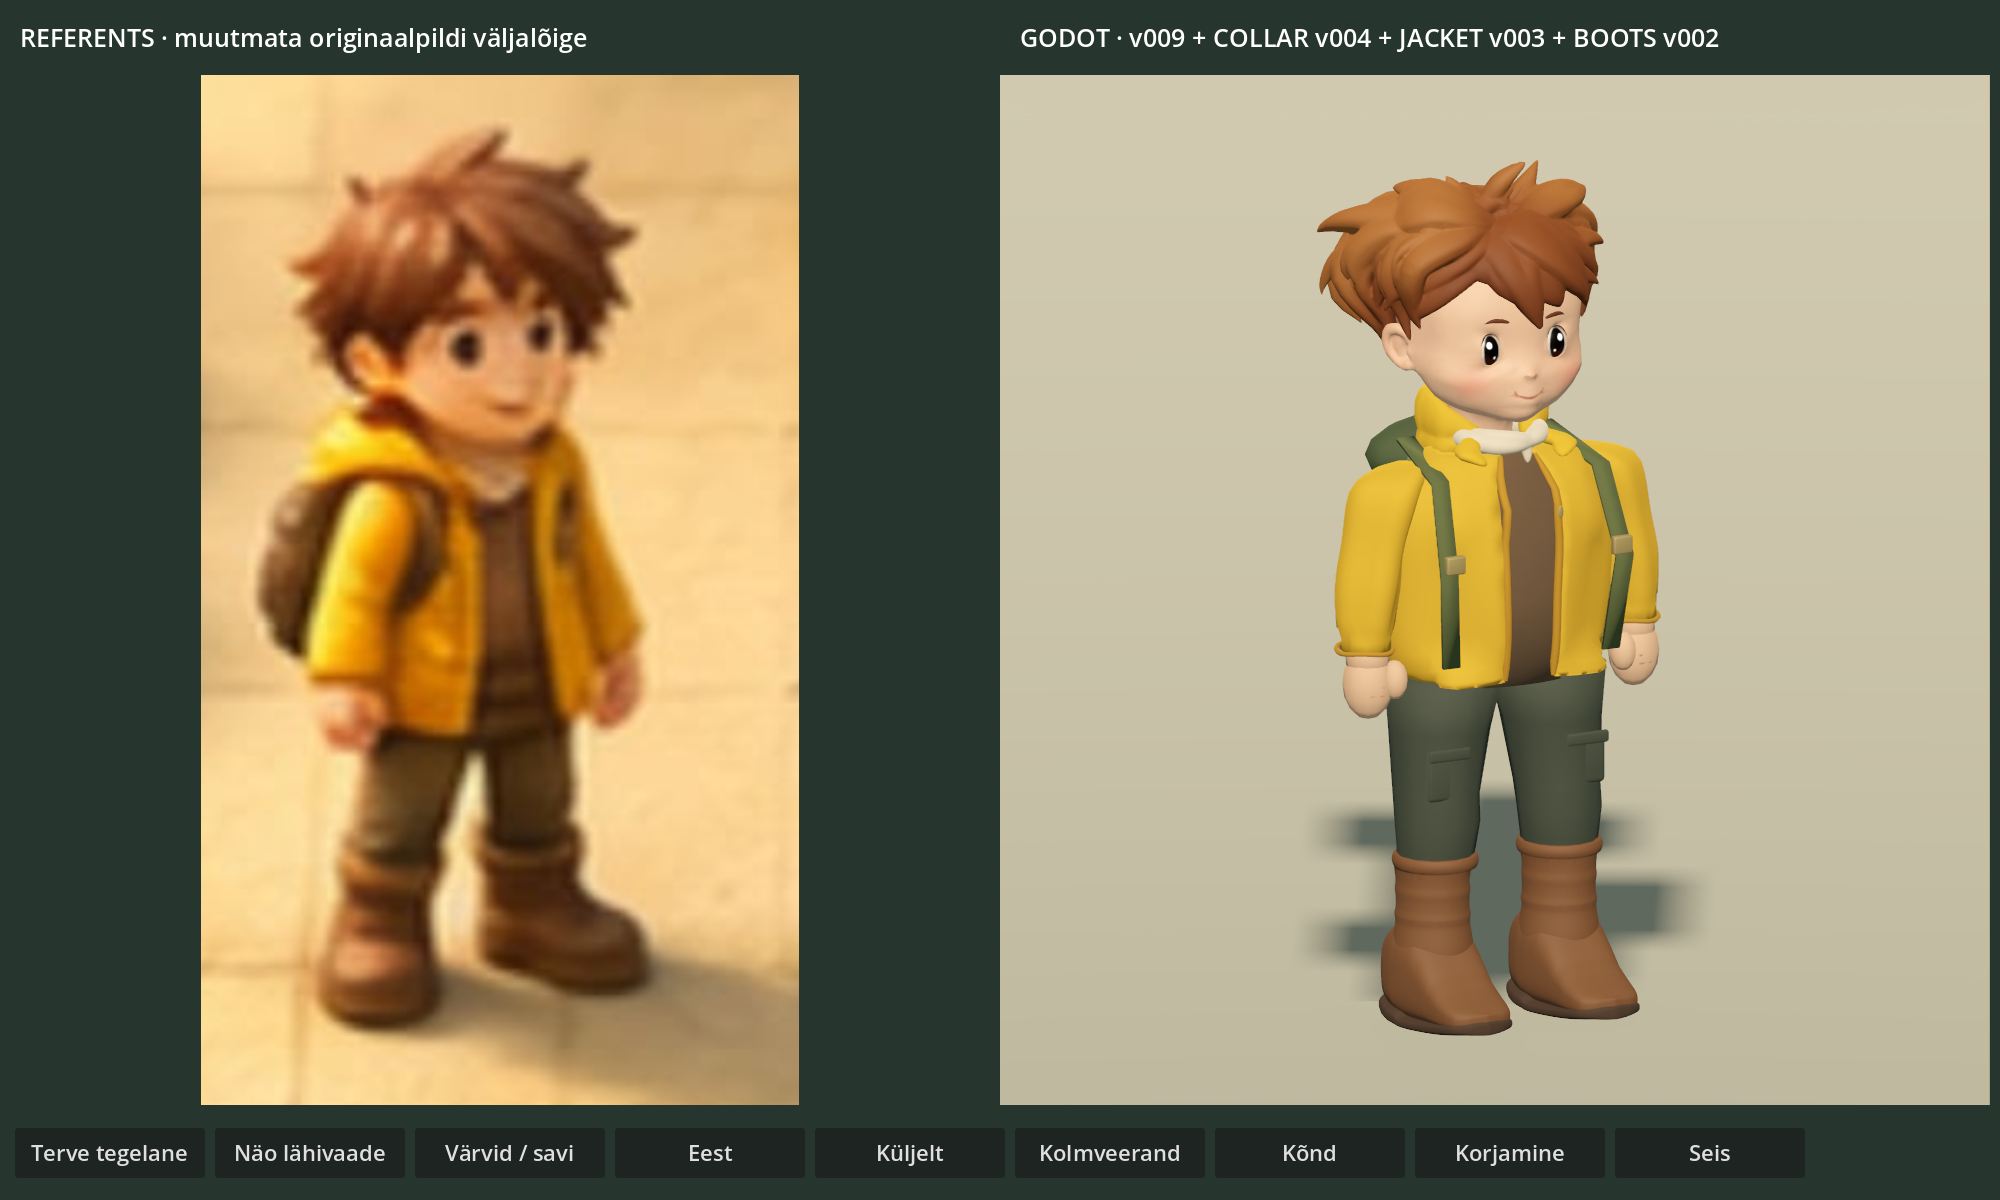 REFERENTS · muutmata originaalpildi väljalõige
GODOT · v009 + COLLAR v004 + JACKET v003 + BOOTS v002
Terve tegelane
Näo lähivaade
Värvid / savi
Eest
Küljelt
Kolmveerand
Kõnd
Korjamine
Seis